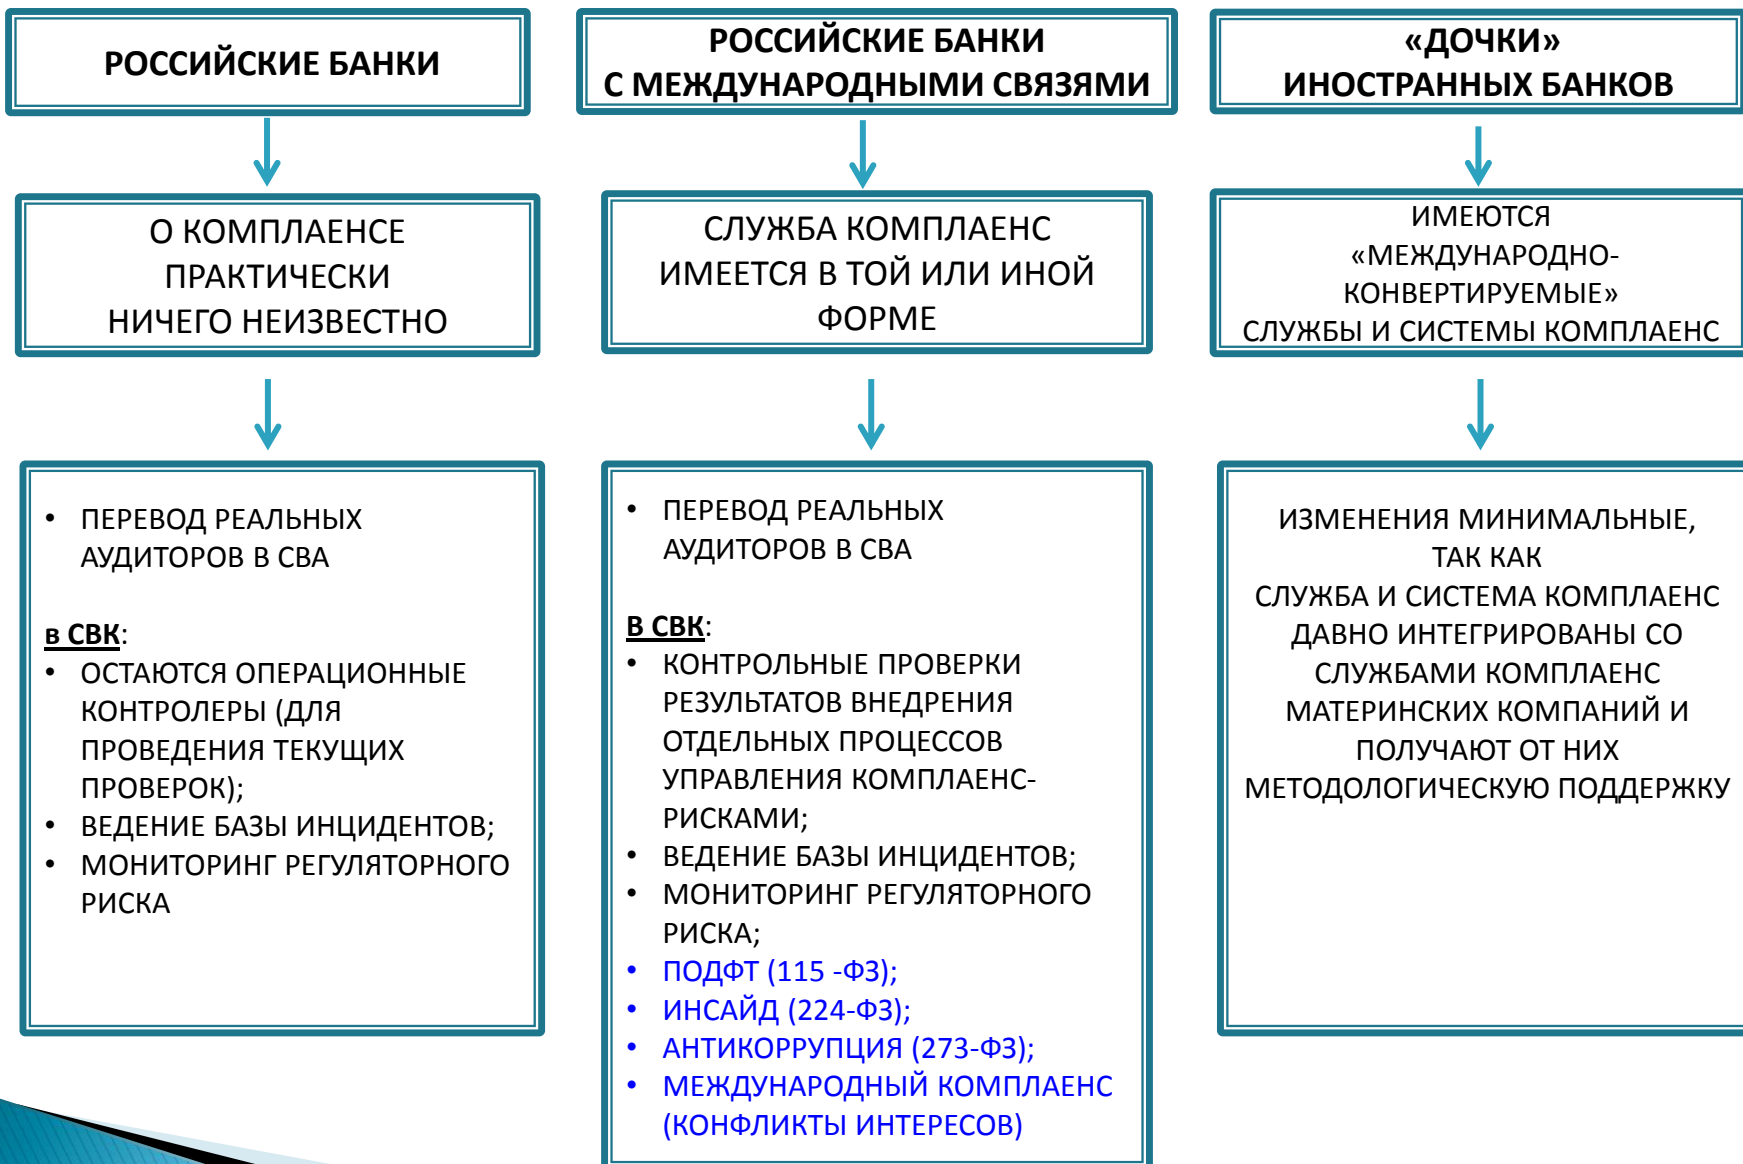 РОССИЙСКИЕ БАНКИ
О КОМПЛАЕНСЕ
ПРАКТИЧЕСКИ
НИЧЕГО НЕИЗВЕСТНО
• ПЕРЕВОД РЕАЛЬНЫХ
АУДИТОРОВ В СВА
в СВК:
• ОСТАЮТСЯ ОПЕРАЦИОННЫЕ
КОНТРОЛЕРЫ (ДЛЯ
ПРОВЕДЕНИЯ ТЕКУЩИХ
ПРОВЕРОК);
• ВЕДЕНИЕ БАЗЫ ИНЦИДЕНТОВ;
• МОНИТОРИНГ РЕГУЛЯТОРНОГО
РИСКА
РОССИЙСКИЕ БАНКИ
С МЕЖДУНАРОДНЫМИ СВЯЗЯМИ
СЛУЖБА КОМПЛАЕНС
ИМЕЕТСЯ В ТОЙ ИЛИ ИНОЙ
ФОРМЕ
• ПЕРЕВОД РЕАЛЬНЫХ
АУДИТОРОВ В СВА
В СВК:
• КОНТРОЛЬНЫЕ ПРОВЕРКИ
РЕЗУЛЬТАТОВ ВНЕДРЕНИЯ
ОТДЕЛЬНЫХ ПРОЦЕССОВ
УПРАВЛЕНИЯ КОМПЛАЕНС-
РИСКАМИ;
• ВЕДЕНИЕ БАЗЫ ИНЦИДЕНТОВ;
• МОНИТОРИНГ РЕГУЛЯТОРНОГО
РИСКА;
• ПОДФТ (115 -ФЗ);
• ИНСАЙД (224-ФЗ);
• АНТИКОРРУПЦИЯ (273-ФЗ);
• МЕЖДУНАРОДНЫЙ КОМПЛАЕНС
(КОНФЛИКТЫ ИНТЕРЕСОВ)
«ДОЧКИ»
ИНОСТРАННЫХ БАНКОВ
ИМЕЮТСЯ
«МЕЖДУНАРОДНО-
КОНВЕРТИРУЕМЫЕ»
СЛУЖБЫ И СИСТЕМЫ КОМПЛАЕНС
ИЗМЕНЕНИЯ МИНИМАЛЬНЫЕ,
ТАК КАК
СЛУЖБА И СИСТЕМА КОМПЛАЕНС
ДАВНО ИНТЕГРИРОВАНЫ СО
СЛУЖБАМИ КОМПЛАЕНС
МАТЕРИНСКИХ КОМПАНИЙ И
ПОЛУЧАЮТ ОТ НИХ
МЕТОДОЛОГИЧЕСКУЮ ПОДДЕРЖКУ